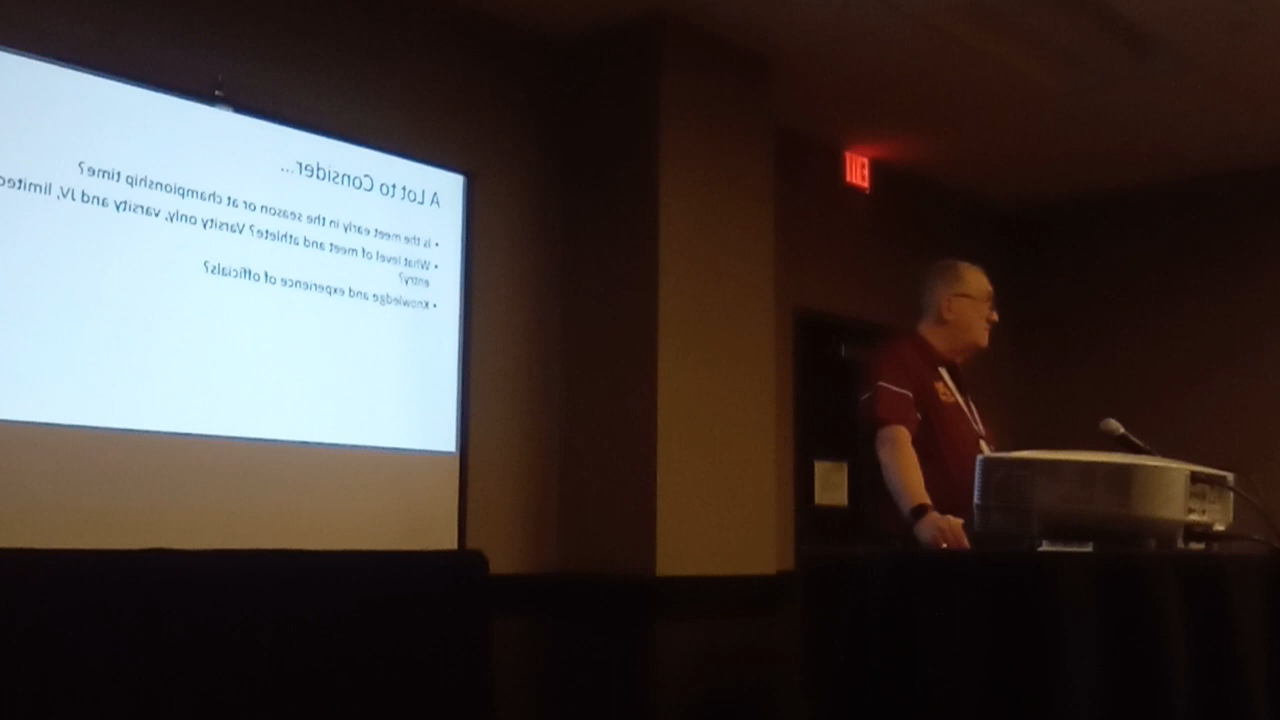 A Lot to Consider...
• Is the meet early in the season or at championship time?
• What level of meet and athlete? Varsity only, varsity and JV, limited
entry?
• Knowledge and experience of officials?
EXIT